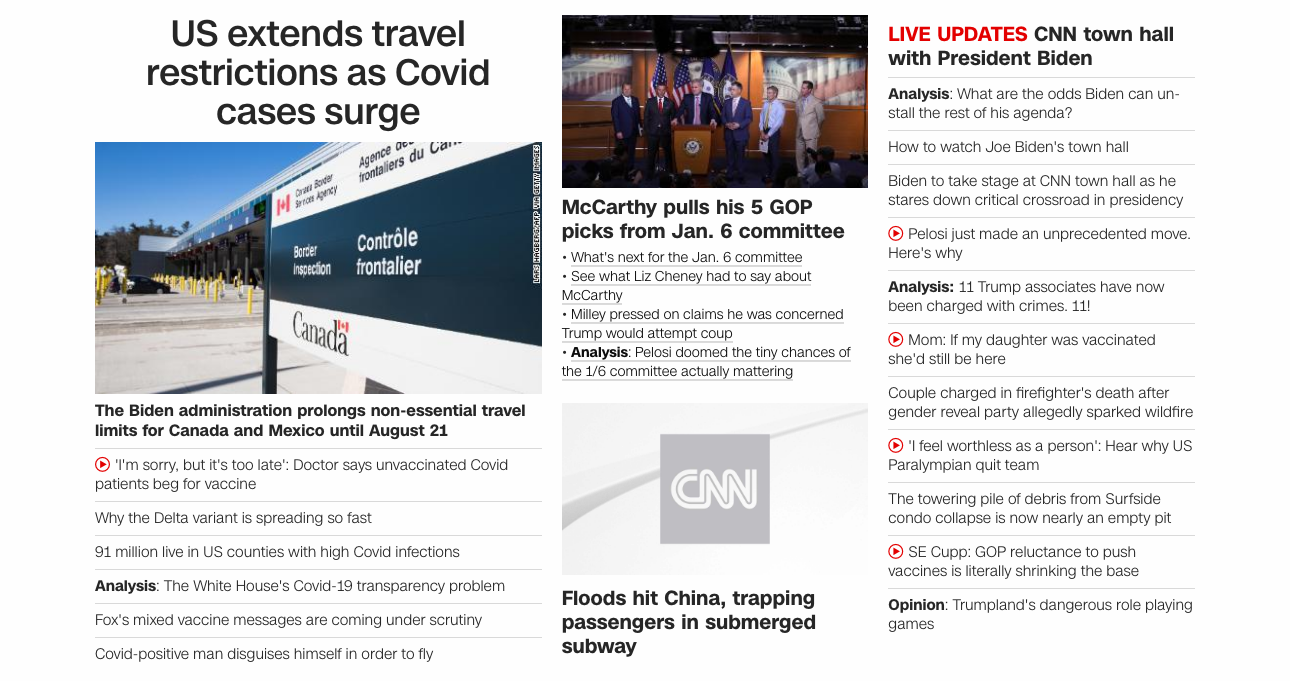 US extends travel
restrictions as Covid
cases surge
Agence des
frontaliers du Can
Canada Border
Services Agency
Border
inspection
Contrôle
frontalier
Canada
LARS HAGBERG/AFP VIA GETTY IMAGES
The Biden administration prolongs non-essential travel
limits for Canada and Mexico until August 21
'I'm sorry, but it's too late': Doctor says unvaccinated Covid
patients beg for vaccine
Why the Delta variant is spreading so fast
91 million live in US counties with high Covid infections
Analysis: The White House's Covid-19 transparency problem
Fox's mixed vaccine messages are coming under scrutiny
Covid-positive man disguises himself in order to fly
McCarthy pulls his 5 GOP
picks from Jan. 6 committee
• What's next for the Jan. 6 committee
• See what Liz Cheney had to say about
McCarthy
• Milley pressed on claims he was concerned
Trump would attempt coup
• Analysis: Pelosi doomed the tiny chances of
the 1/6 committee actually mattering
CNN
Floods hit China, trapping
passengers in submerged
subway
LIVE UPDATES CNN town hall
with President Biden
Analysis: What are the odds Biden can un-
stall the rest of his agenda?
How to watch Joe Biden's town hall
Biden to take stage at CNN town hall as he
stares down critical crossroad in presidency
Pelosi just made an unprecedented move.
Here's why
Analysis: 11 Trump associates have now
been charged with crimes. 11!
Mom: If my daughter was vaccinated
she'd still be here
Couple charged in firefighter's death after
gender reveal party allegedly sparked wildfire
'I feel worthless as a person': Hear why US
Paralympian quit team
The towering pile of debris from Surfside
condo collapse is now nearly an empty pit
SE Cupp: GOP reluctance to push
vaccines is literally shrinking the base
Opinion: Trumpland's dangerous role playing
games